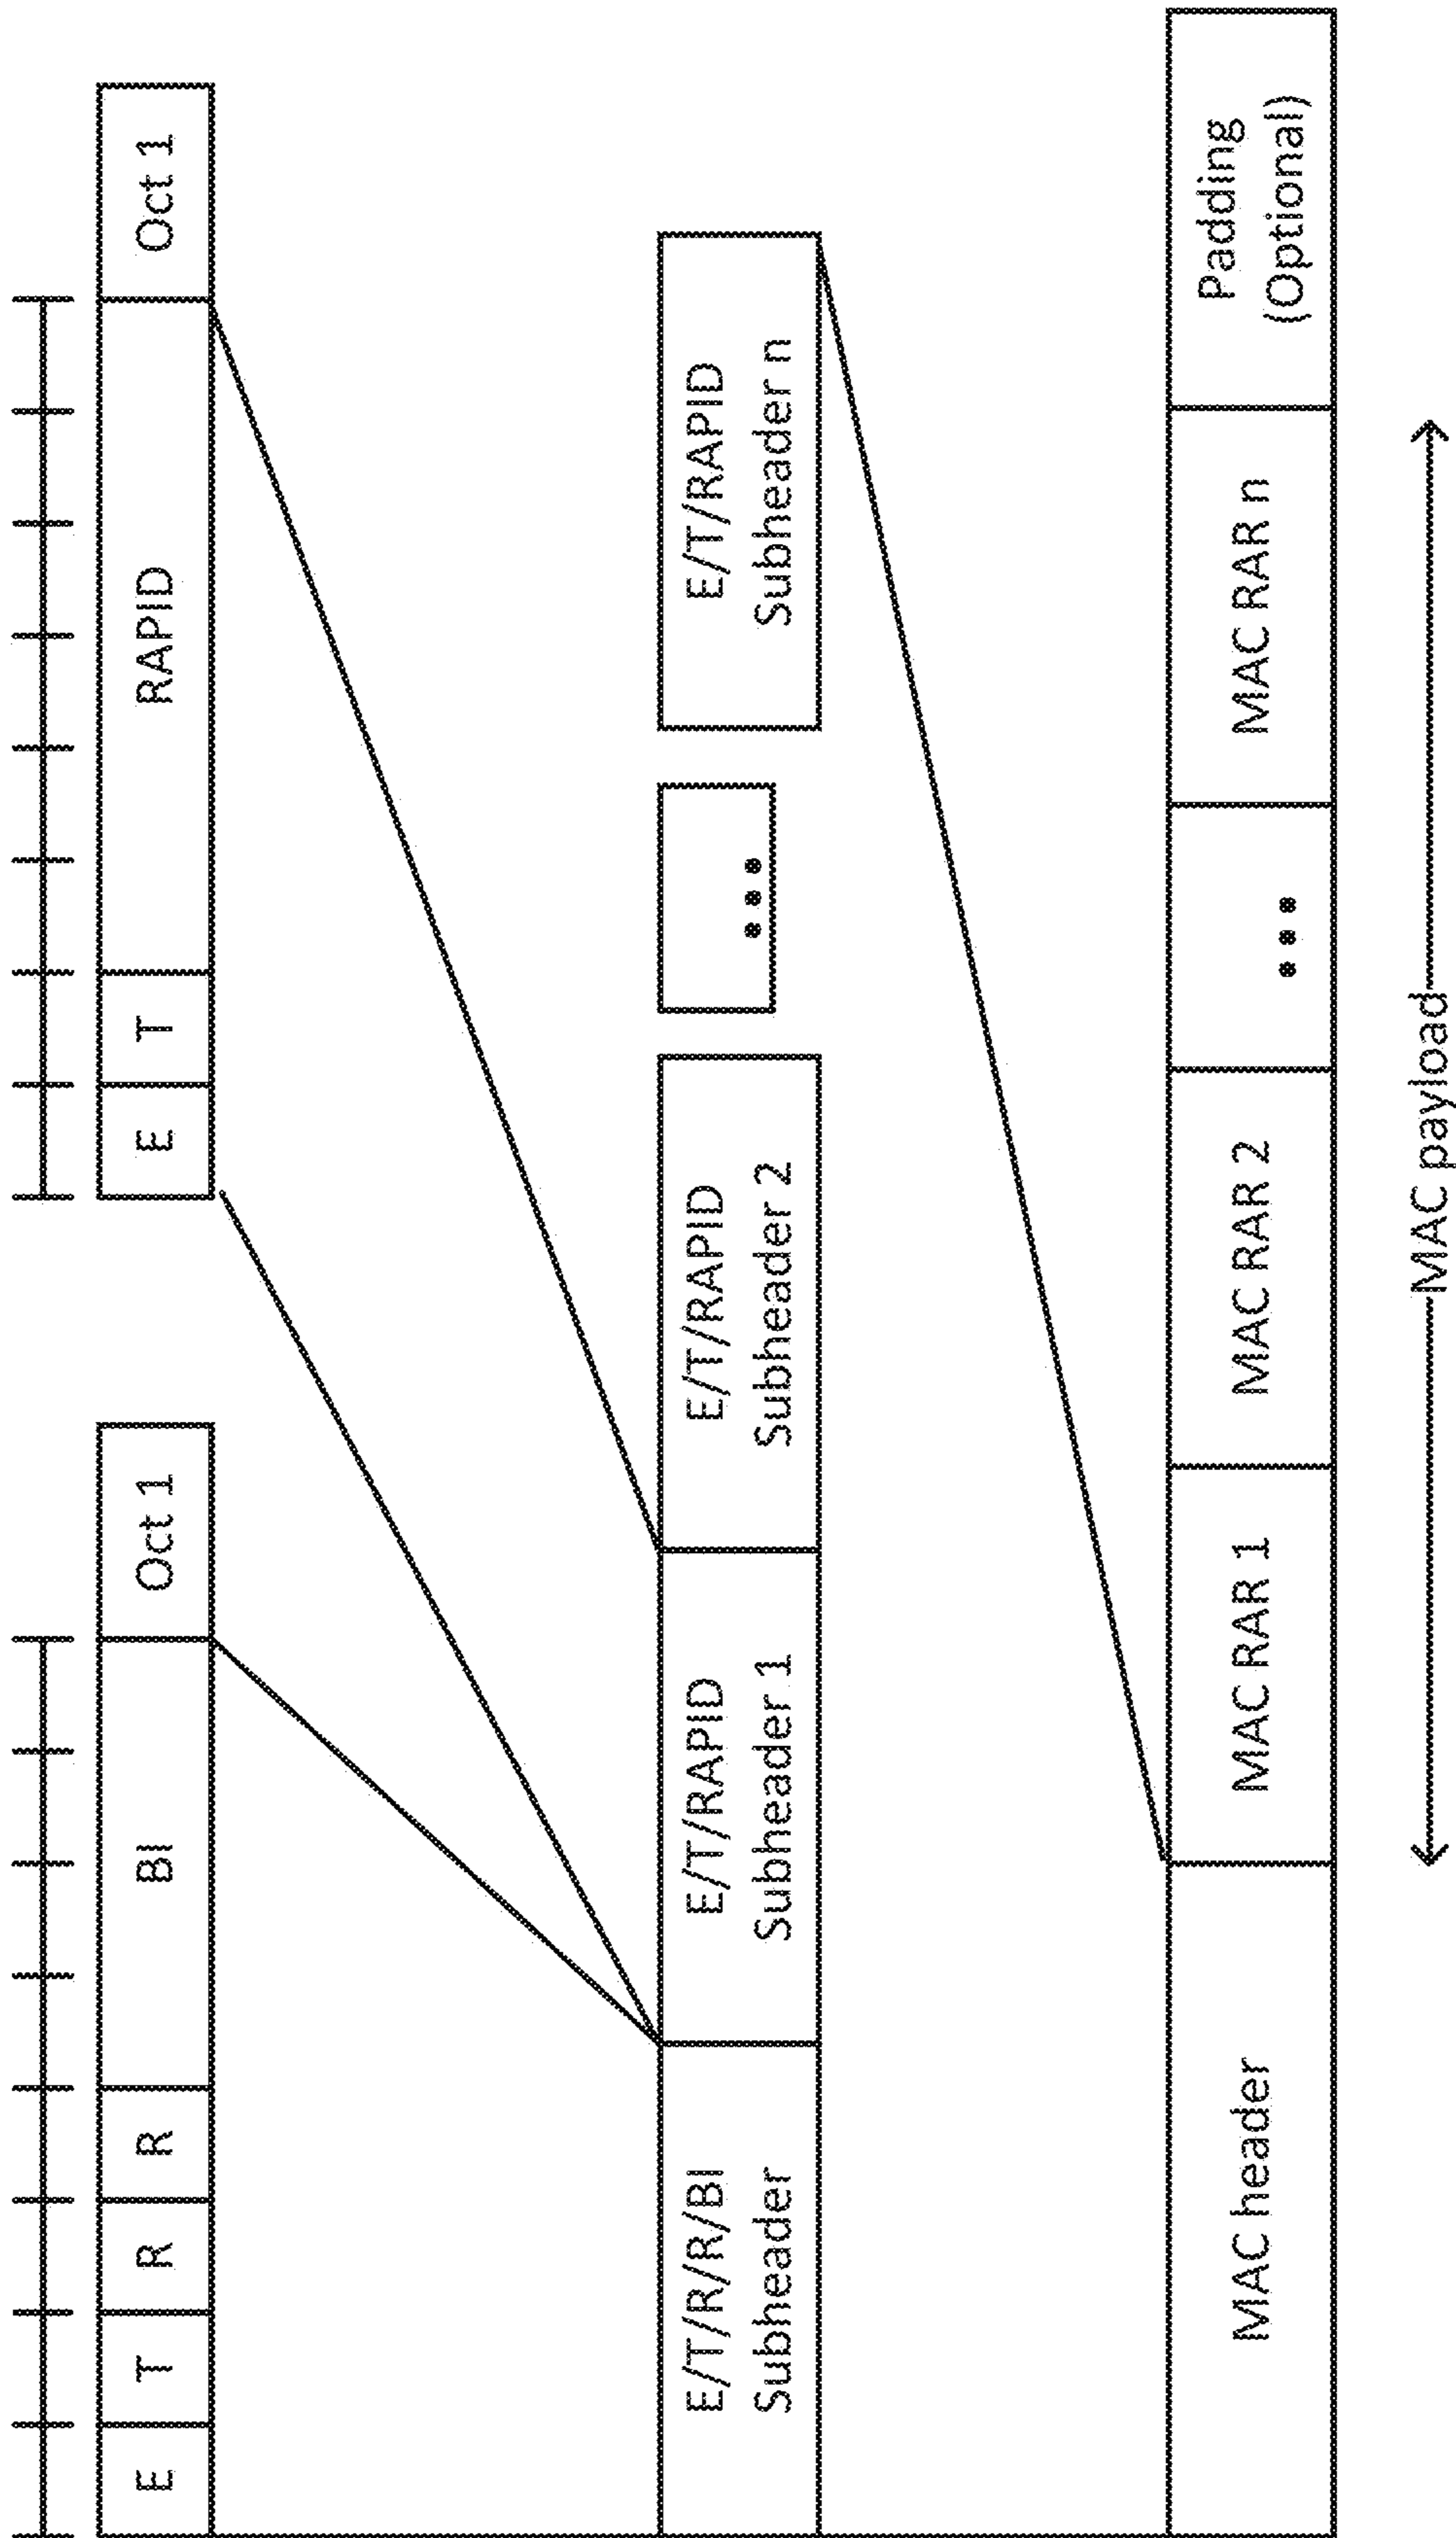 E T R R BI Oct 1
E T RAPID Oct 1
E/T/R/R/BI
Subheader
E/T/RAPID
Subheader 1
E/T/RAPID
Subheader 2
...
E/T/RAPID
Subheader n
MAC header
MAC RAR 1
MAC RAR 2
...
MAC RAR n
Padding
(Optional)
MAC payload